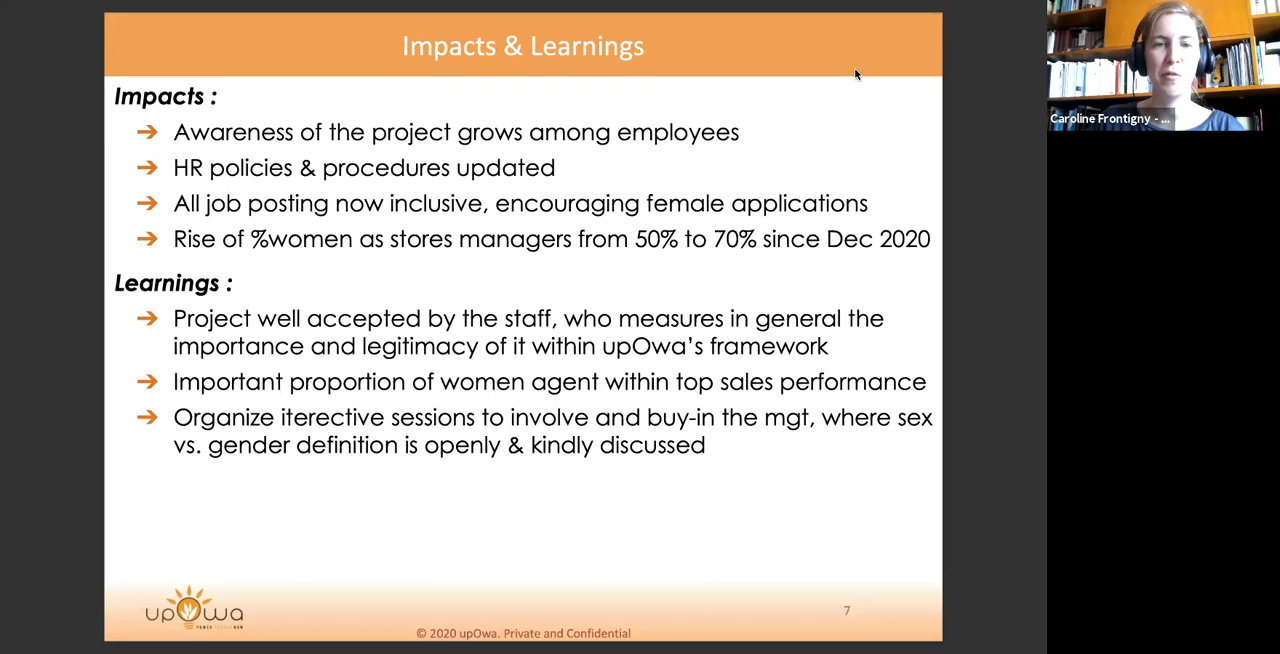 Impacts & Learnings
Impacts :
➔ Awareness of the project grows among employees
➔ HR policies & procedures updated
➔ All job posting now inclusive, encouraging female applications
➔ Rise of %women as stores managers from 50% to 70% since Dec 2020
Learnings :
➔ Project well accepted by the staff, who measures in general the
importance and legitimacy of it within upOwa’s framework
➔ Important proportion of women agent within top sales performance
➔ Organize iterective sessions to involve and buy-in the mgt, where sex
vs. gender definition is openly & kindly discussed
upOwa
7
© 2020 upOwa. Private and Confidential
Caroline Frontigny - ...